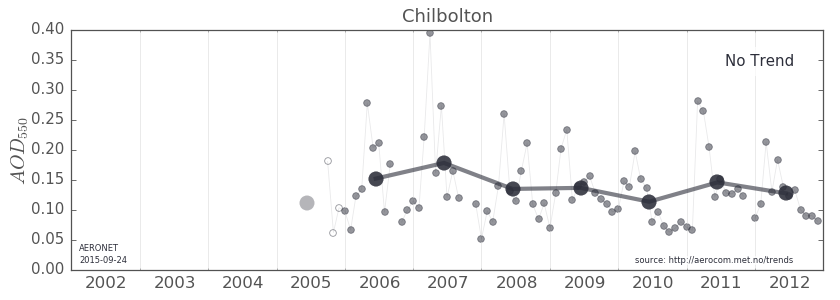 Chilbolton
0.40
0.35
0.30
0.25
0.20
0.15
0.10
0.05
0.00
AOD550
No Trend
AERONET
2015-09-24
source: http://aerocom.met.no/trends
2002 2003 2004 2005 2006 2007 2008 2009 2010 2011 2012